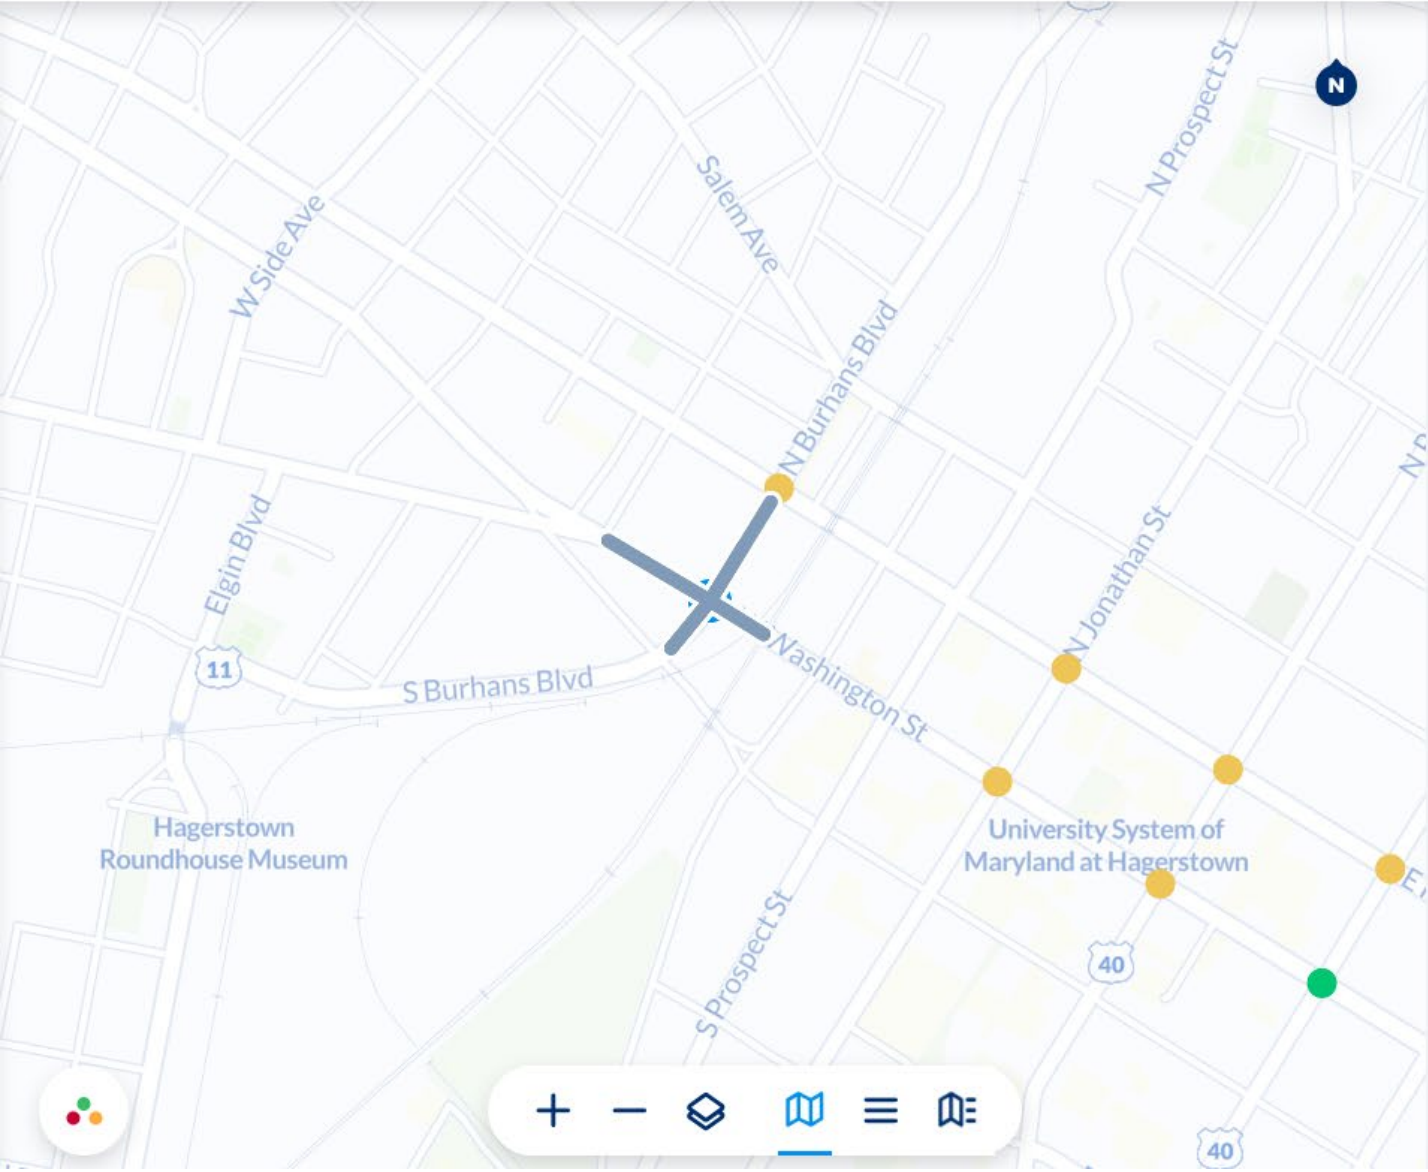 N
N Prospect St
Salem Ave
W Side Ave
N Burhans Blvd
Elgin Blvd
N Jonathan St
11
S Burhans Blvd
Washington St
Hagerstown
Roundhouse Museum
University System of
Maryland at Hagerstown
S Prospect St
40
40